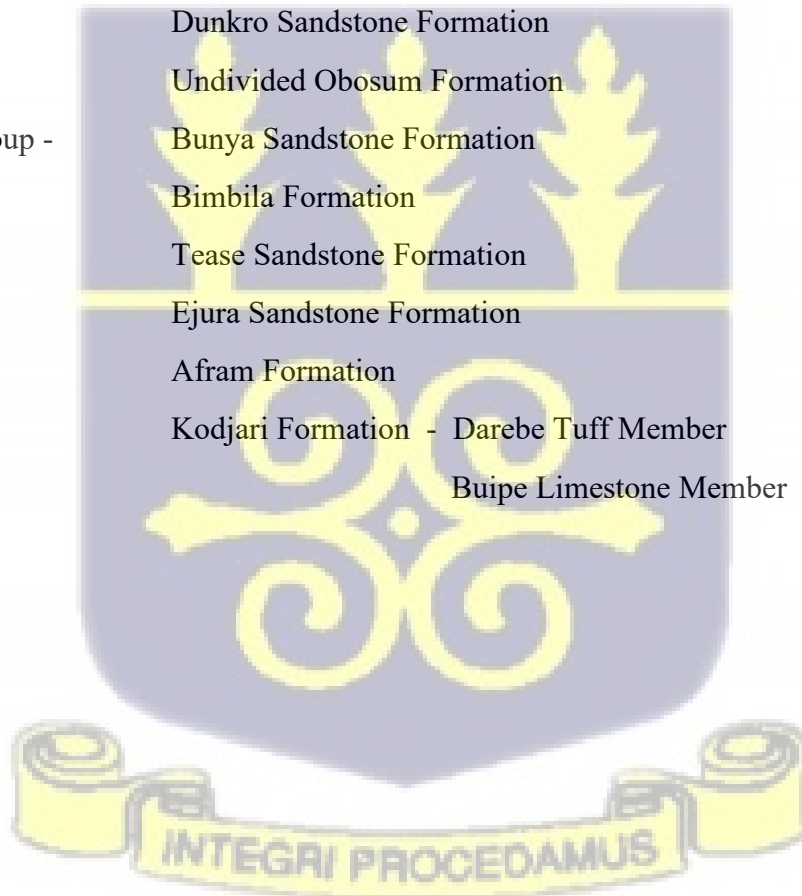 Dunkro Sandstone Formation
Undivided Obosum Formation
oup - Bunya Sandstone Formation
Bimbila Formation
Tease Sandstone Formation
Ejura Sandstone Formation
Afram Formation
Kodjari Formation - Darebe Tuff Member
Buipe Limestone Member
INTEGRI PROCEDAMUS